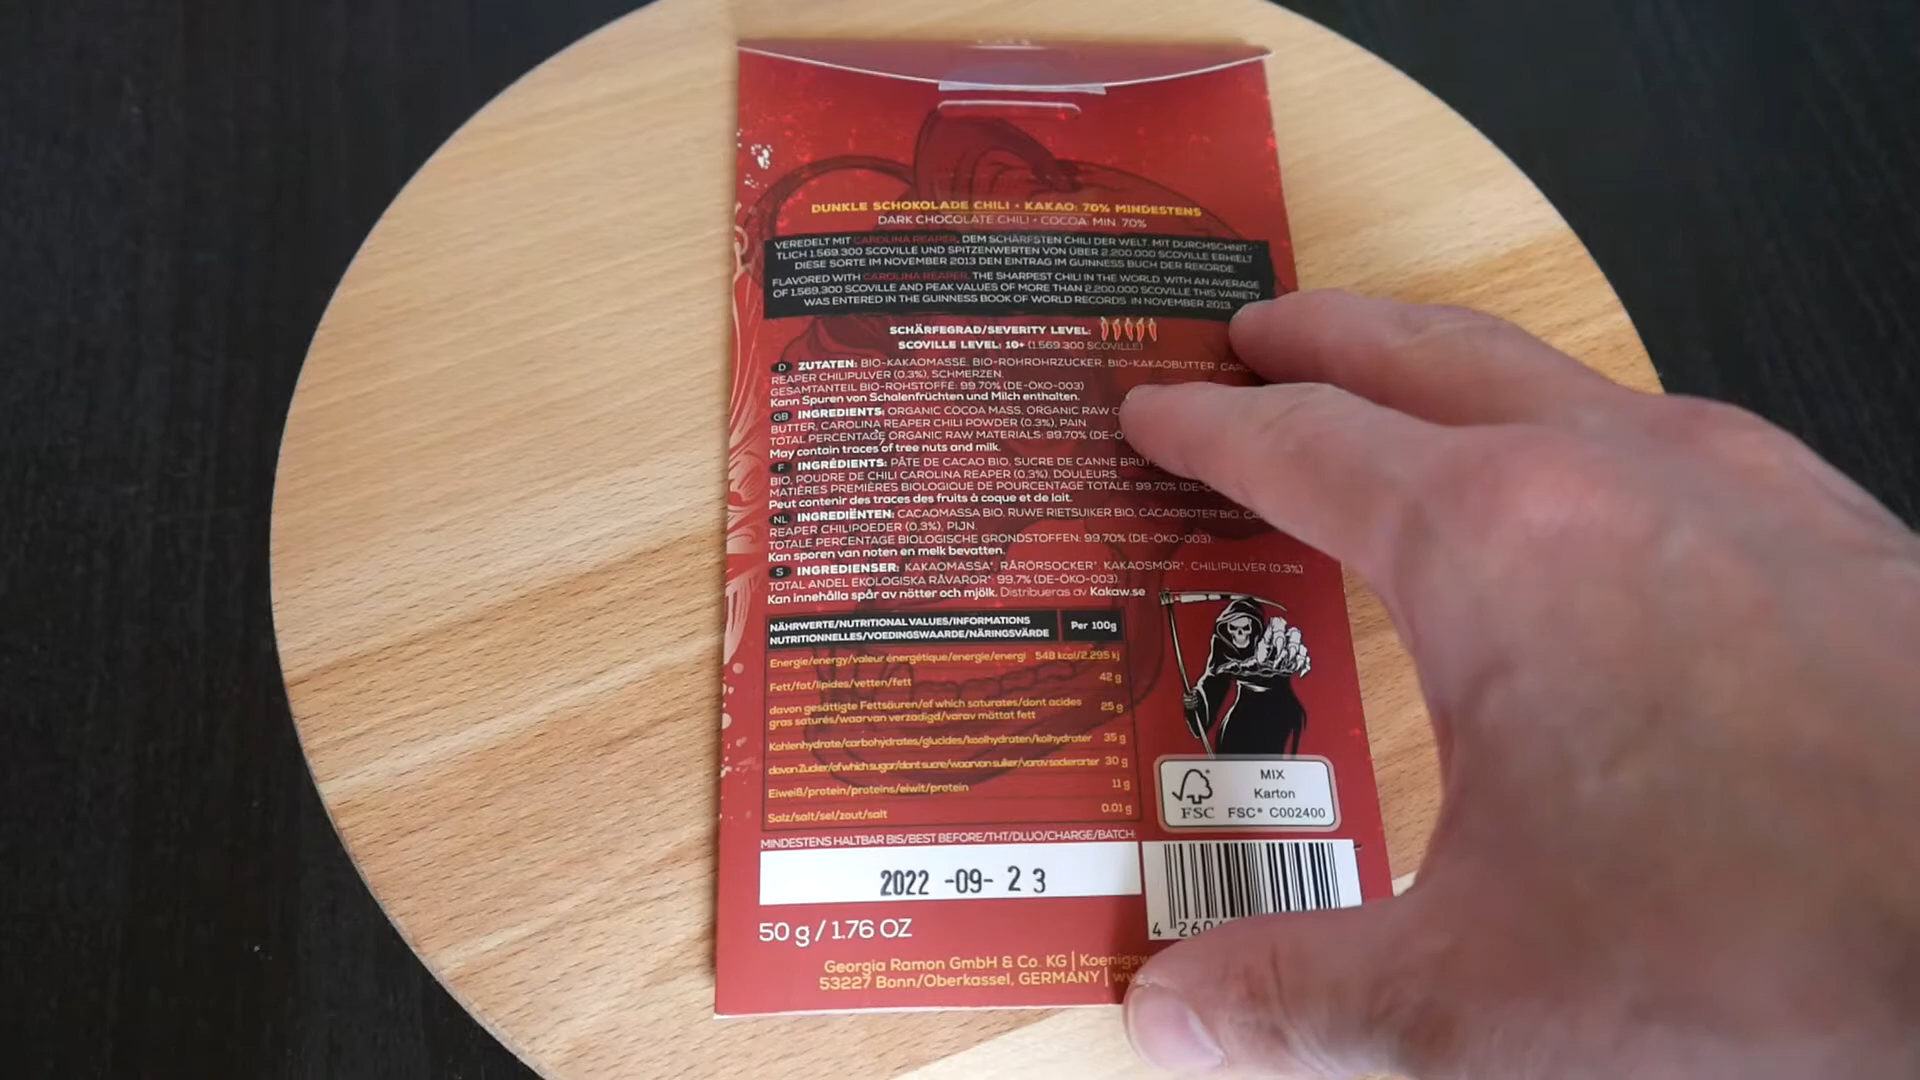 DUNKLE SCHOKOLADE CHILI • KAKAO: 70% MINDESTENS
DARK CHOCOLATE CHILI • COCOA: MIN. 70%
VEREDELT MIT CAROLINA REAPER, DEM SCHÄRFSTEN CHILI DER WELT. MIT DURCHSCHNIT-
TLICH 1.569.300 SCOVILLE UND SPITZENWERTEN VON ÜBER 2.200.000 SCOVILLE ERHIELT
DIESE SORTE IM NOVEMBER 2013 DEN EINTRAG IM GUINNESS BUCH DER REKORDE.
FLAVORED WITH CAROLINA REAPER, THE SHARPEST CHILI IN THE WORLD. WITH AN AVERAGE
OF 1.569.300 SCOVILLE AND PEAK VALUES OF MORE THAN 2.200.000 SCOVILLE THIS VARIETY
WAS ENTERED IN THE GUINNESS BOOK OF WORLD RECORDS IN NOVEMBER 2013.
SCHÄRFEGRAD/SEVERITY LEVEL:
SCOVILLE LEVEL: 10+ (1.569.300 SCOVILLE)
D ZUTATEN: BIO-KAKAOMASSE, BIO-ROHROHRZUCKER, BIO-KAKAOBUTTER,
REAPER CHILIPULVER (0,3%), SCHMERZEN.
GESAMTANTEIL BIO-ROHSTOFFE: 99.70% (DE-ÖKO-003)
Kann Spuren von Schalenfrüchten und Milch enthalten.
GB INGREDIENTS: ORGANIC COCOA MASS, ORGANIC RAW
BUTTER, CAROLINA REAPER CHILI POWDER (0.3%), PAIN.
TOTAL PERCENTAGE ORGANIC RAW MATERIALS: 99.70%
May contain traces of tree nuts and milk.
F INGRÉDIENTS: PÂTE DE CACAO BIO, SUCRE DE CANNE BRUT
BIO, POUDRE DE CHILI CAROLINA REAPER (0,3%), DOULEURS.
MATIÈRES PREMIÈRES BIOLOGIQUE DE POURCENTAGE TOTALE: 99,70%
Peut contenir des traces des fruits à coque et de lait.
NL INGREDIËNTEN: CACAOMASSA BIO, RUWE RIETSUIKER BIO, CACAOBOTER BIO,
REAPER CHILIPOEDER (0,3%), PIJN.
TOTALE PERCENTAGE BIOLOGISCHE GRONDSTOFFEN: 99,70% (DE-ÖKO-003).
Kan sporen van noten en melk bevatten.
S INGREDIENSER: KAKAOMASSA*, RÅRÖRSOCKER*, KAKAOSMÖR*, CHILIPULVER (0,3%)
TOTAL ANDEL EKOLOGISKA RÅVAROR*: 99.7% (DE-ÖKO-003).
Kan innehålla spår av nötter och mjölk. Distribueras av Kakaw.se
NÄHRWERTE/NUTRITIONAL VALUES/INFORMATIONS
NUTRITIONNELLES/VOEDINGSWAARDE/NÄRINGSVÄRDE Per 100g
Energie/energy/valeur énergétique/energie/energi 548 kcal/2.295 kj
Fett/fat/lipides/vetten/fett 42 g
davon gesättigte Fettsäuren/of which saturates/dont acides
gras saturés/waarvan verzadigd/varav mättat fett 25 g
Kohlenhydrate/carbohydrates/glucides/koolhydraten/kolhydrater 35 g
davon Zucker/of which sugar/dont sucre/waarvan suiker/varav sockerarter 30 g
Eiweiß/protein/proteins/eiwit/protein 11 g
Salz/salt/sel/zout/salt 0.01 g
MINDESTENS HALTBAR BIS/BEST BEFORE/THT/DLUO/CHARGE/BATCH:
2022 -09- 2 3
50 g / 1.76 OZ
FSC
MIX
Karton
FSC® C002400
4 260
Georgia Ramon GmbH & Co. KG |
53227 Bonn/Oberkassel, GERMANY |